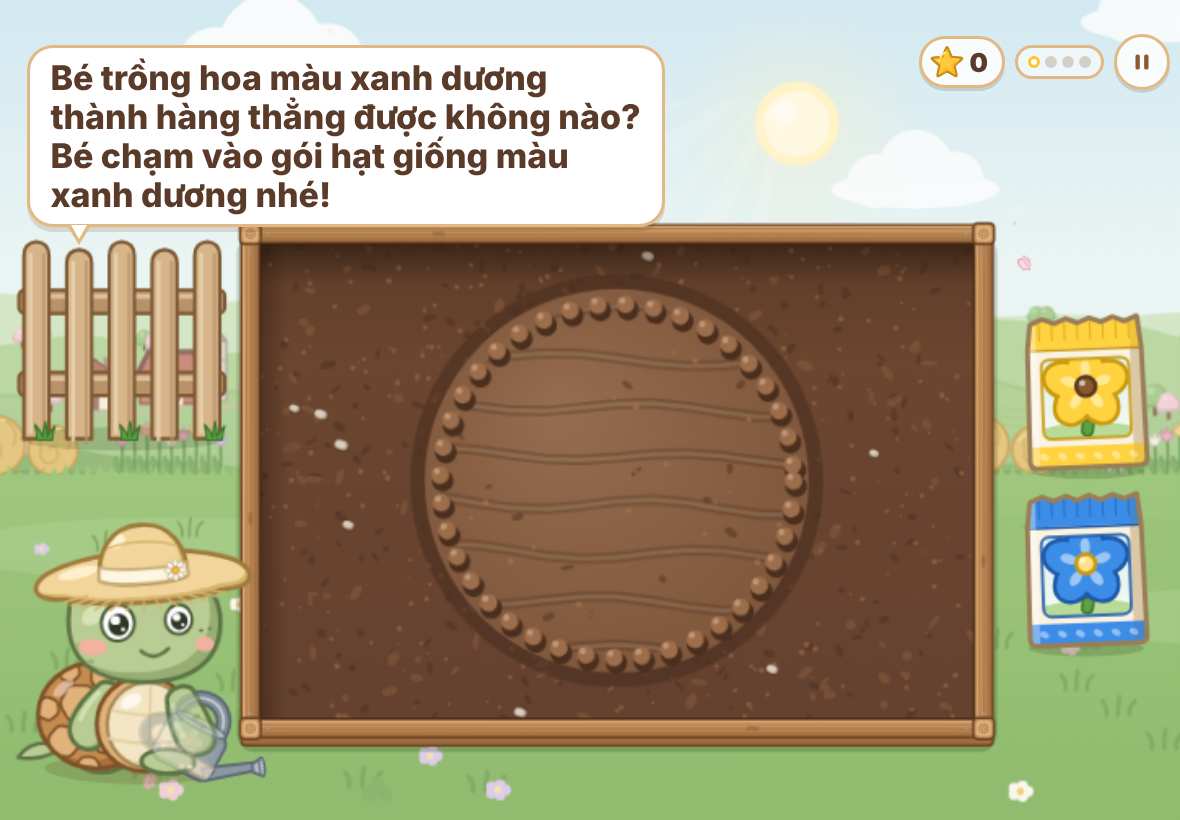 Bé trồng hoa màu xanh dương
thành hàng thẳng được không nào?
Bé chạm vào gói hạt giống màu
xanh dương nhé!
0